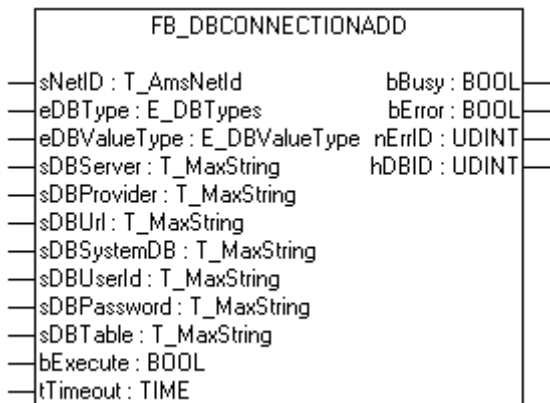 FB_DBCONNECTIONADD
sNetID : T_AmsNetId bBusy : BOOL
eDBType : E_DBTypes bError : BOOL
eDBValueType : E_DBValueType nErrID : UDINT
sDBServer : T_MaxString hDBID : UDINT
sDBProvider : T_MaxString
sDBUrl : T_MaxString
sDBSystemDB : T_MaxString
sDBUserId : T_MaxString
sDBPassword : T_MaxString
sDBTable : T_MaxString
bExecute : BOOL
tTimeout : TIME